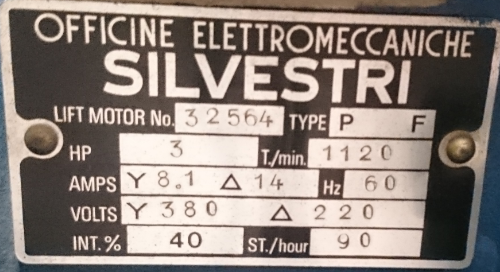 OFFICINE ELETTROMECCANICHE
SILVESTRI
LIFT MOTOR No. 32564 TYPE P F
HP 3 T./min. 1120
AMPS Y 8.1 Δ 14 Hz 60
VOLTS Y 380 Δ 220
INT.% 40 ST./hour 90